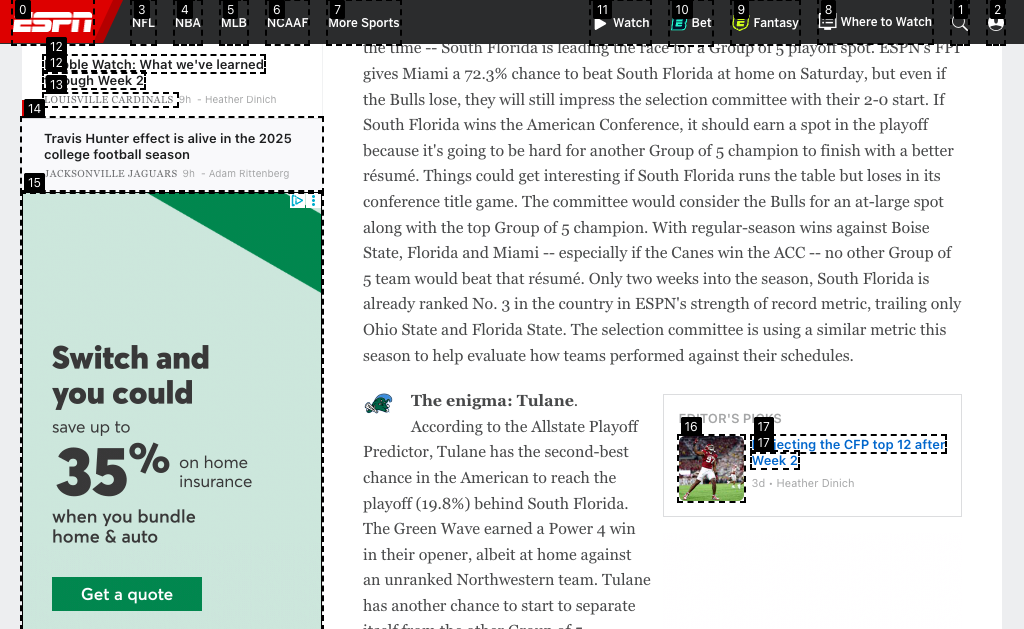 0 3 4 5 6 7 11 10 9 8 1 2
ESPN NFL NBA MLB NCAAF More Sports Watch Bet Fantasy Where to Watch
12
12
Watch: What we've learned
13
Week 2
LOUISVILLE CARDINALS 9h - Heather Dinich
14
Travis Hunter effect is alive in the 2025
college football season
15
JACKSONVILLE JAGUARS 9h - Adam Rittenberg
Switch and
you could
save up to
35% on home
insurance
when you bundle
home & auto
Get a quote
the time -- South Florida is leading the race for a Group of 5 playoff spot. ESPN's FPI
gives Miami a 72.3% chance to beat South Florida at home on Saturday, but even if
the Bulls lose, they will still impress the selection committee with their 2-0 start. If
South Florida wins the American Conference, it should earn a spot in the playoff
because it's going to be hard for another Group of 5 champion to finish with a better
résumé. Things could get interesting if South Florida runs the table but loses in its
conference title game. The committee would consider the Bulls for an at-large spot
along with the top Group of 5 champion. With regular-season wins against Boise
State, Florida and Miami -- especially if the Canes win the ACC -- no other Group of
5 team would beat that résumé. Only two weeks into the season, South Florida is
already ranked No. 3 in the country in ESPN's strength of record metric, trailing only
Ohio State and Florida State. The selection committee is using a similar metric this
season to help evaluate how teams performed against their schedules.
The enigma: Tulane.
According to the Allstate Playoff
Predictor, Tulane has the second-best
chance in the American to reach the
playoff (19.8%) behind South Florida.
The Green Wave earned a Power 4 win
in their opener, albeit at home against
an unranked Northwestern team. Tulane
has another chance to start to separate
itself from the other Group of 5
EDITOR'S PICKS
16 17
17
the CFP top 12 after
Week 2
3d • Heather Dinich